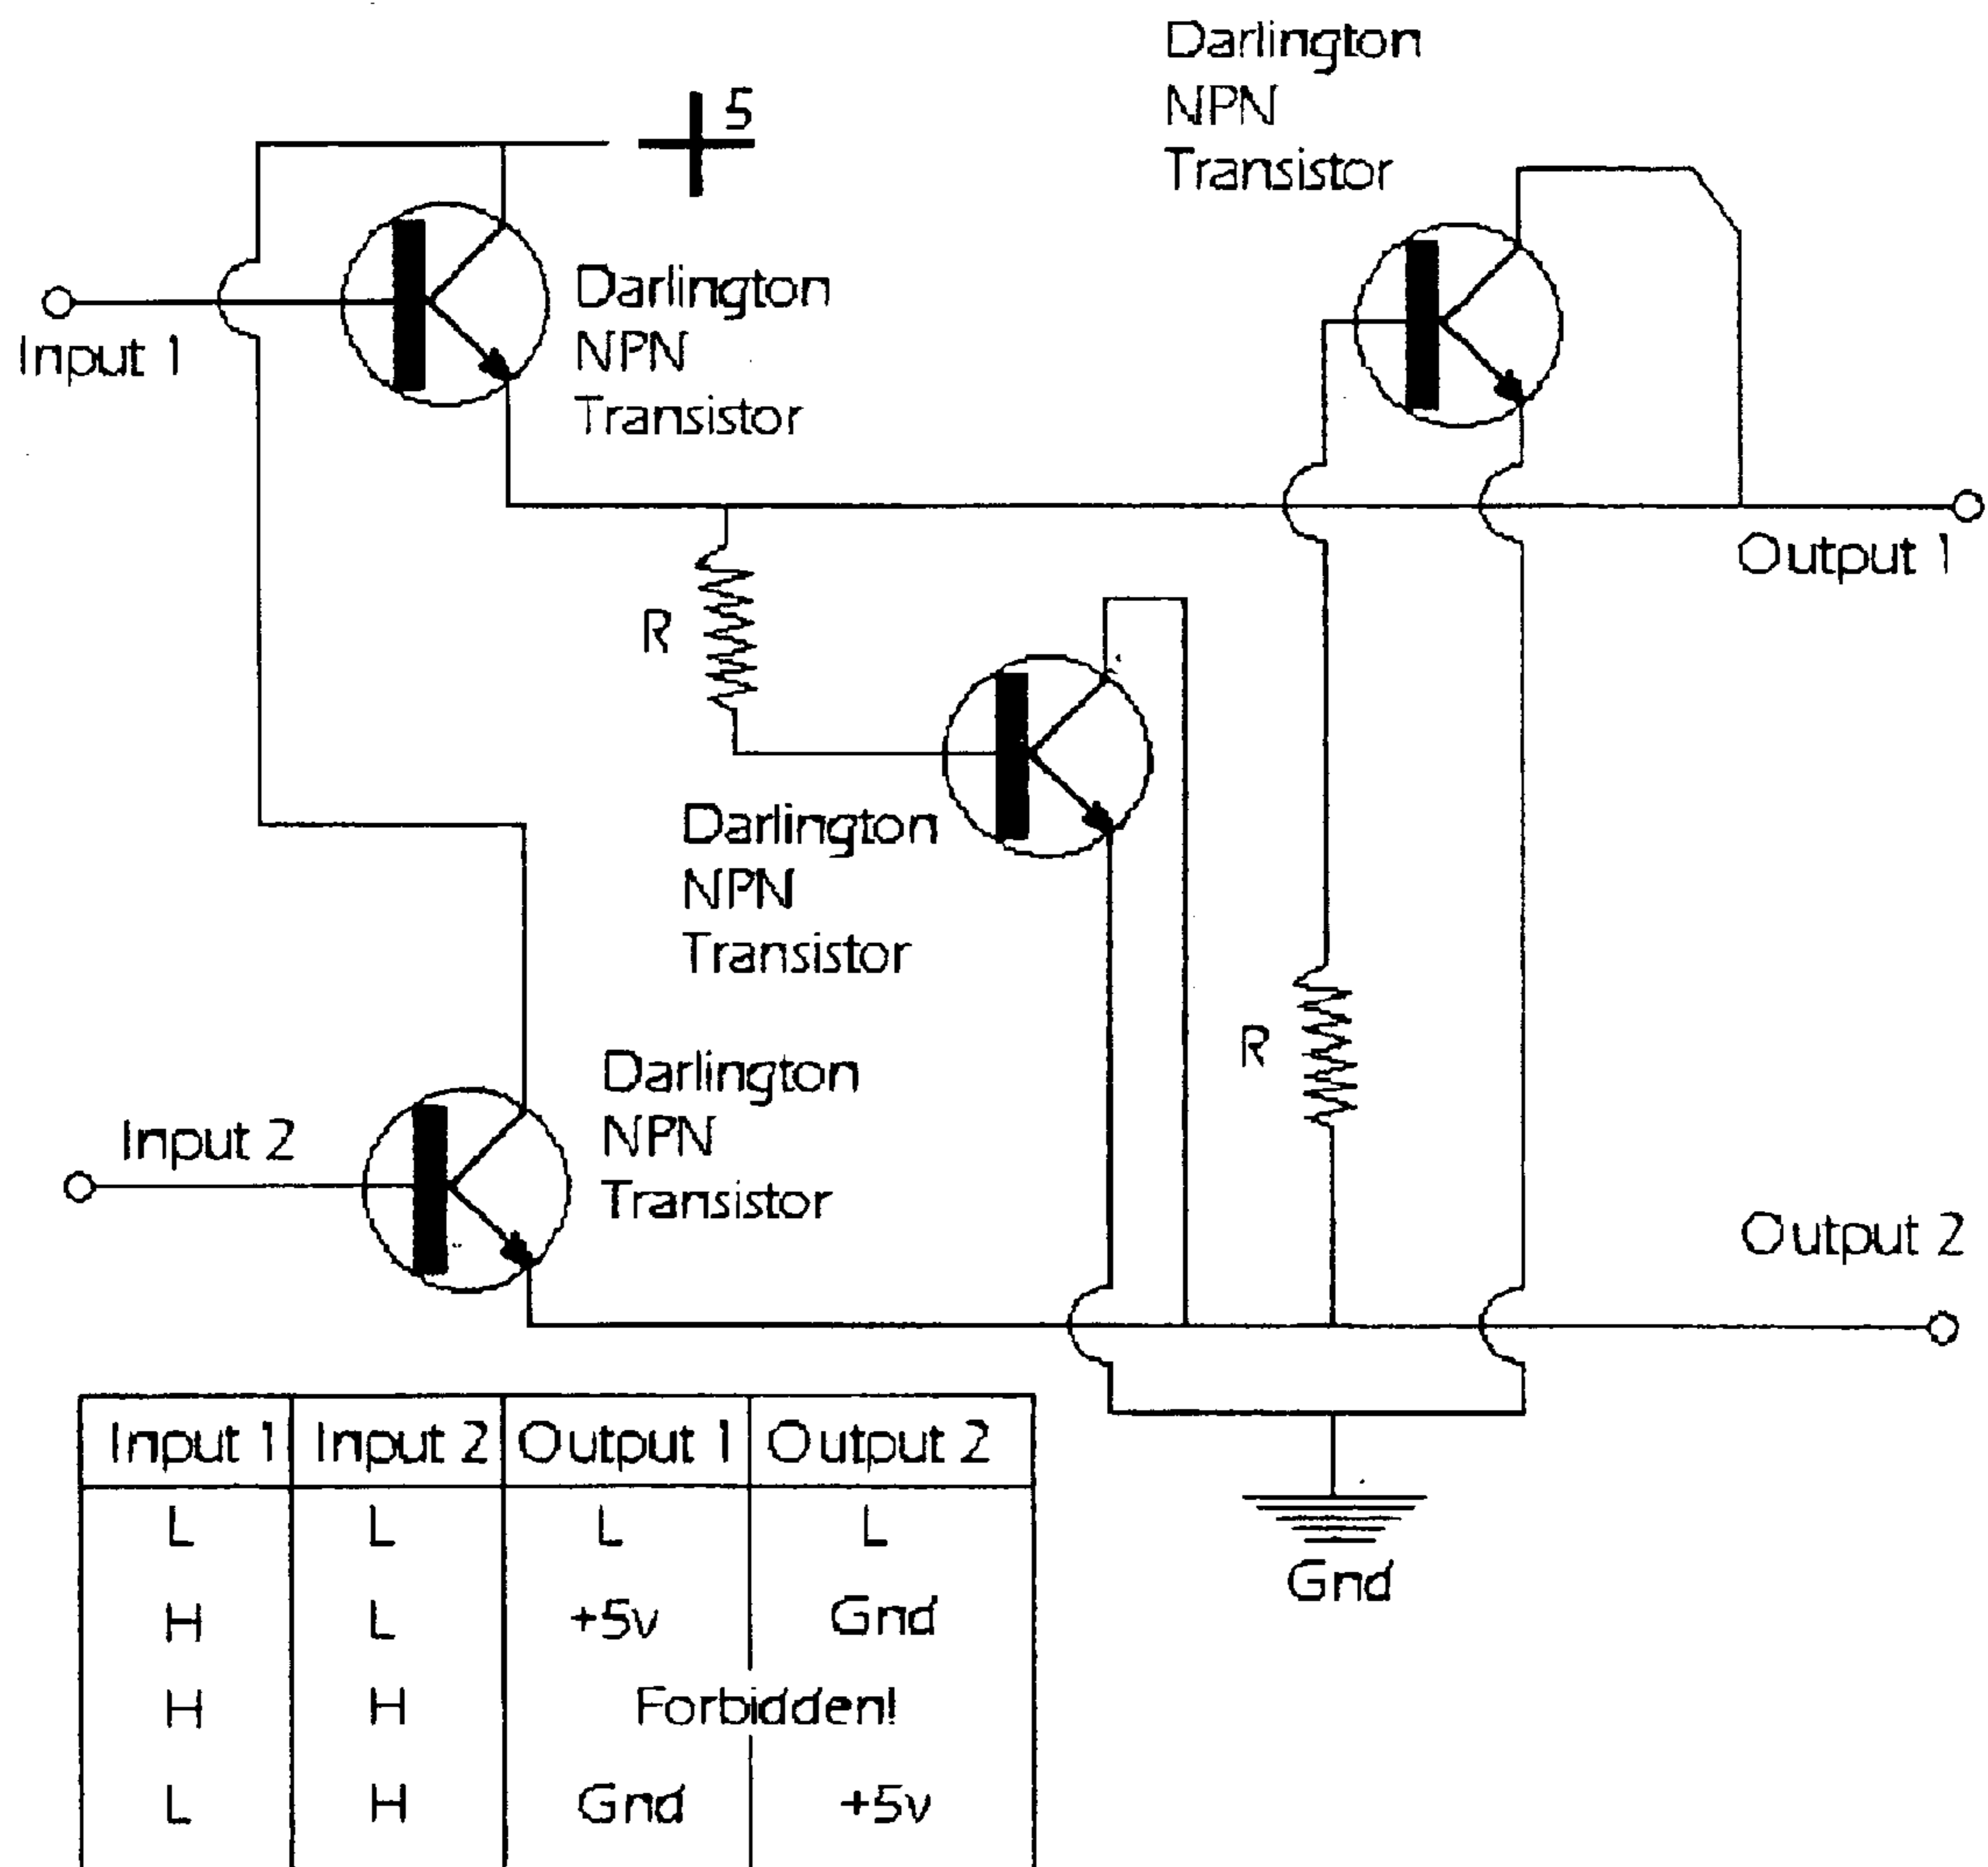 Darlington
NPN
Transistor
5
Input 1
Darlington
NPN
Transistor
Output 1
R
Darlington
NPN
Transistor
R
Input 2
Darlington
NPN
Transistor
Output 2
Gnd
Input 1 Input 2 Output 1 Output 2
L L L L
H L +5v Gnd
H H Forbidden!
L H Gnd +5v